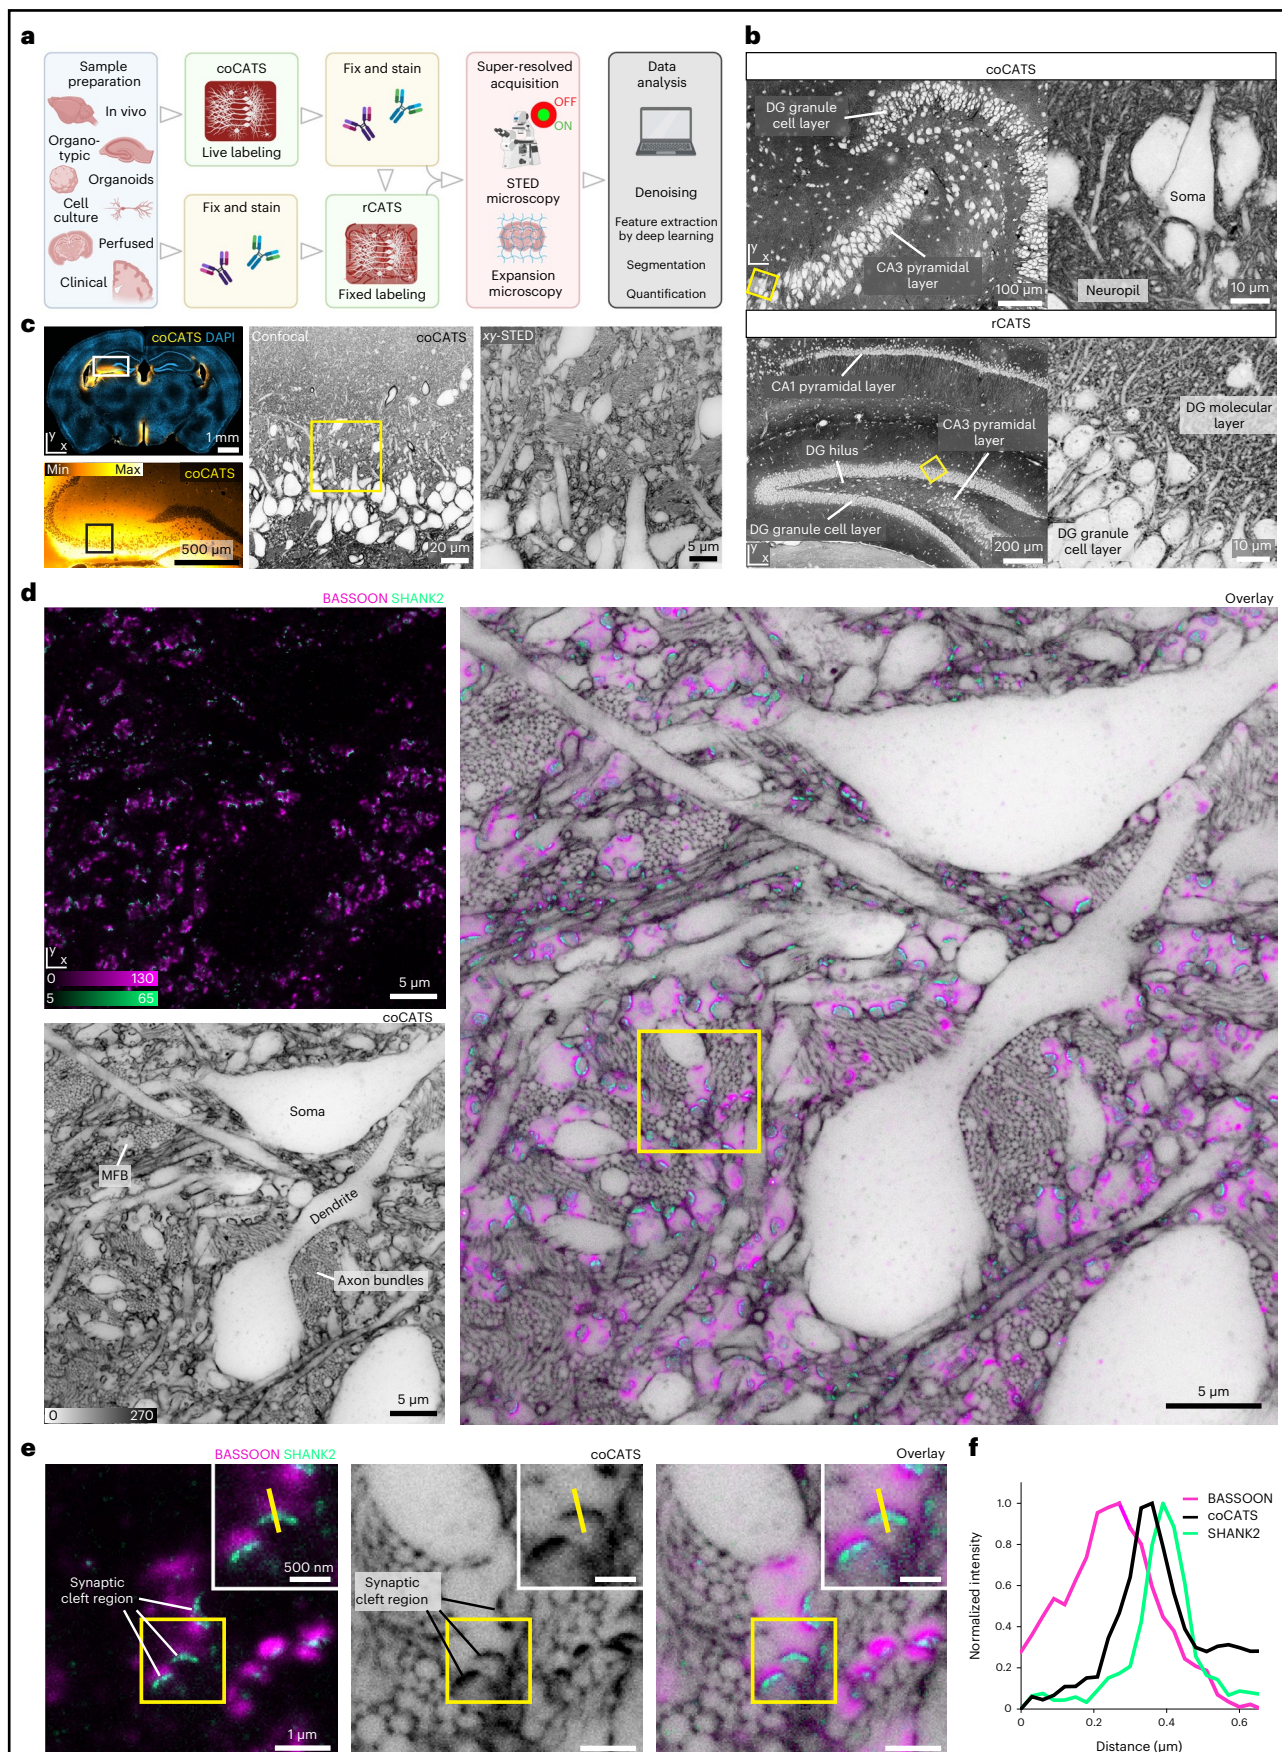 a
Sample
preparation
In vivo
Organo-
typic
Organoids
Cell
culture
Perfused
Clinical
coCATS
Live labeling
Fix and stain
Fix and stain
rCATS
Fixed labeling
Super-resolved
acquisition
OFF
ON
STED
microscopy
Expansion
microscopy
Data
analysis
Denoising
Feature extraction
by deep learning
Segmentation
Quantification
b
coCATS
DG granule
cell layer
CA3 pyramidal
layer
y
x
100 µm
Soma
Neuropil
10 µm
rCATS
CA1 pyramidal layer
CA3 pyramidal
layer
DG hilus
DG granule cell layer
y
x
200 µm
DG molecular
layer
DG granule
cell layer
10 µm
c
coCATS DAPI
y
x
1 mm
Min
Max
coCATS
500 µm
Confocal
coCATS
20 µm
xy-STED
5 µm
d
BASSOON SHANK2
y
x
0
130
5
65
5 µm
coCATS
Soma
MFB
Dendrite
Axon bundles
0
270
5 µm
Overlay
5 µm
e
BASSOON SHANK2
Synaptic
cleft region
500 nm
1 µm
coCATS
Synaptic
cleft region
Overlay
f
Normalized intensity
1.0
0.8
0.6
0.4
0.2
0
BASSOON
coCATS
SHANK2
0
0.2
0.4
0.6
Distance (µm)